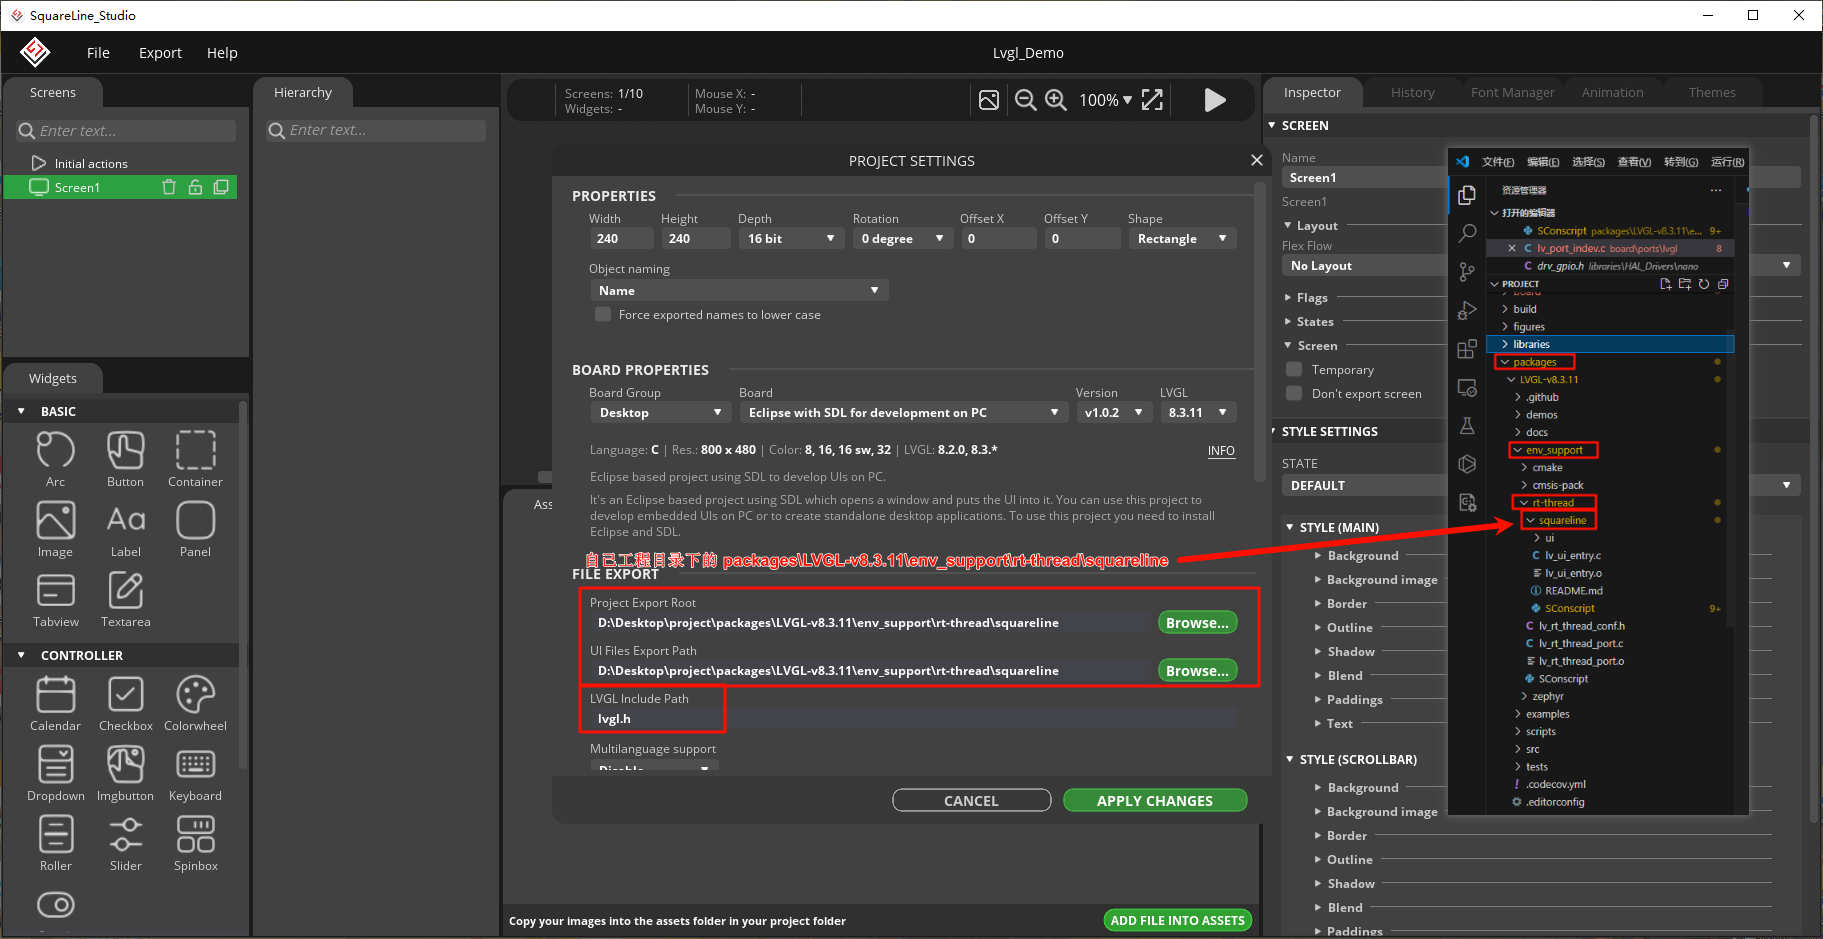 SquareLine_Studio
File Export Help
Lvgl_Demo
Screens
Enter text...
Initial actions
Screen1
Hierarchy
Enter text...
Screens: 1/10
Widgets: -
Mouse X: -
Mouse Y: -
100%
Widgets
BASIC
Arc Button Container
Image Label Panel
Tabview Textarea
CONTROLLER
Calendar Checkbox Colorwheel
Dropdown Imgbutton Keyboard
Roller Slider Spinbox
Ass
PROJECT SETTINGS
PROPERTIES
Width Height Depth Rotation Offset X Offset Y Shape
240 240 16 bit 0 degree 0 0 Rectangle
Object naming
Name
Force exported names to lower case
BOARD PROPERTIES
Board Group Board Version LVGL
Desktop Eclipse with SDL for development on PC v1.0.2 8.3.11
Language: C | Res.: 800 x 480 | Color: 8, 16, 16 sw, 32 | LVGL: 8.2.0, 8.3.*
INFO
Eclipse based project using SDL to develop UIs on PC.
It's an Eclipse based project using SDL which opens a window and puts the UI into it. You can use this project to
develop embedded UIs on PC or to create standalone desktop applications. To use this project you need to install
Eclipse and SDL.
自己工程目录下的 packages\LVGL-v8.3.11\env_support\rt-thread\squareline
FILE EXPORT
Project Export Root
D:\Desktop\project\packages\LVGL-v8.3.11\env_support\rt-thread\squareline
Browse...
UI Files Export Path
D:\Desktop\project\packages\LVGL-v8.3.11\env_support\rt-thread\squareline
Browse...
LVGL Include Path
lvgl.h
Multilanguage support
Disable
CANCEL
APPLY CHANGES
Copy your images into the assets folder in your project folder
ADD FILE INTO ASSETS
Inspector History Font Manager Animation Themes
SCREEN
Name
Screen1
Screen1
Layout
Flex Flow
No Layout
Flags
States
Screen
Temporary
Don't export screen
STYLE SETTINGS
STATE
DEFAULT
STYLE (MAIN)
Background
Background image
Border
Outline
Shadow
Blend
Paddings
Text
STYLE (SCROLLBAR)
Background
Background image
Border
Outline
Shadow
Blend
Paddings
文件(F) 编辑(E) 选择(S) 查看(V) 转到(G) 运行(R)
资源管理器 ...
打开的编辑器
SConscript packages\LVGL-v8.3.11\e... 9+
lv_port_indev.c board\ports\lvgl 8
drv_gpio.h libraries\HAL_Drivers\nano
PROJECT
board
build
figures
libraries
packages
LVGL-v8.3.11
.github
demos
docs
env_support
cmake
cmsis-pack
rt-thread
squareline
ui
lv_ui_entry.c
lv_ui_entry.o
README.md
SConscript 9+
lv_rt_thread_conf.h
lv_rt_thread_port.c
lv_rt_thread_port.o
SConscript
zephyr
examples
scripts
src
tests
.codecov.yml
.editorconfig